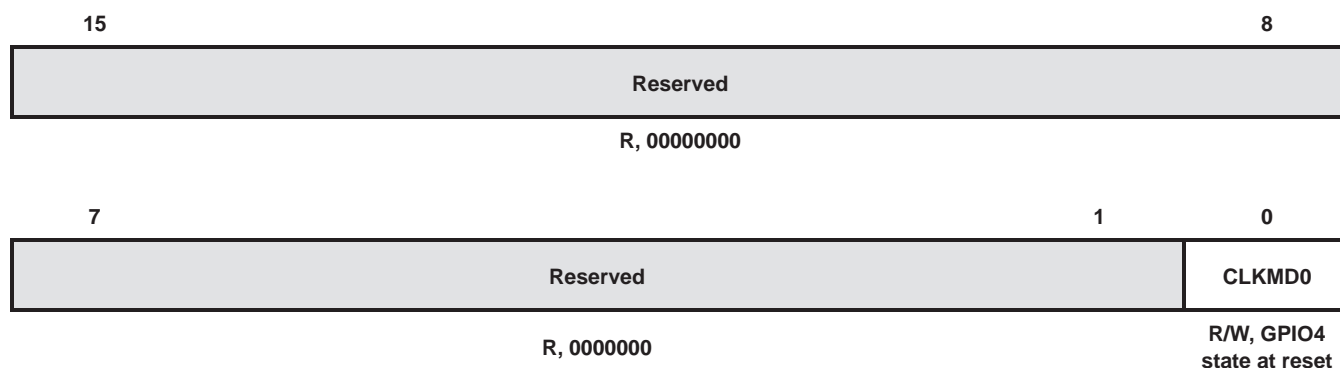 15 8
Reserved
R, 00000000
7 1 0
Reserved CLKMD0
R, 0000000 R/W, GPIO4
state at reset